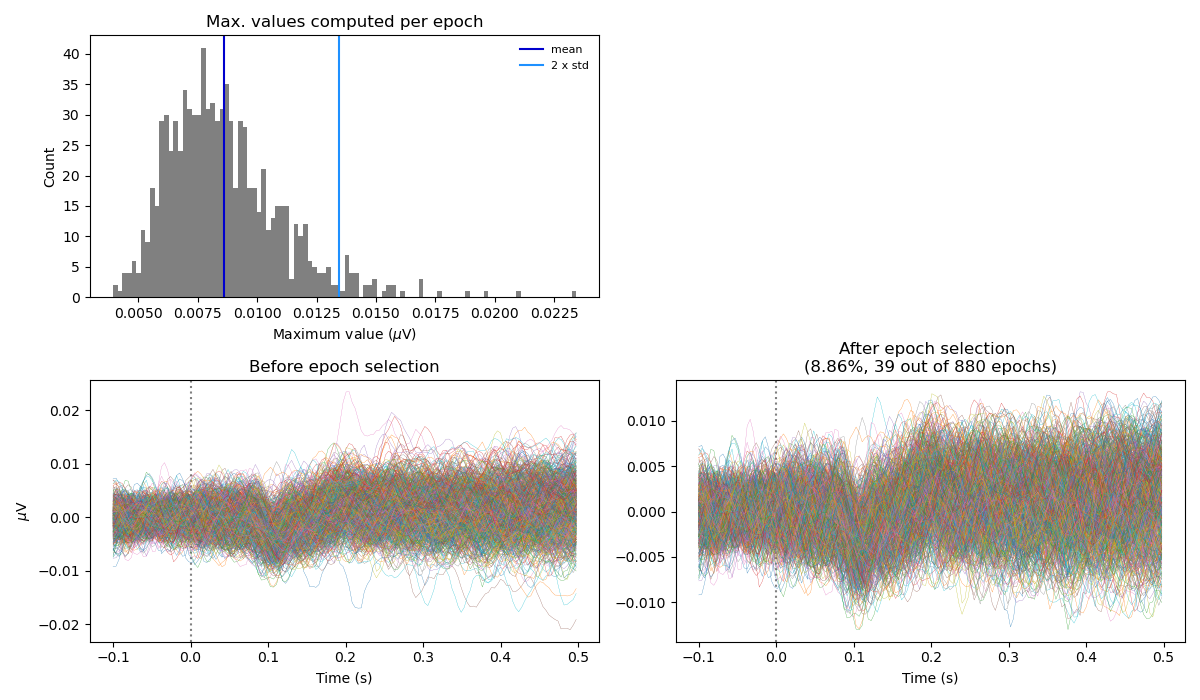 Max. values computed per epoch
mean
2 x std
40
35
30
25
20
15
10
5
0
Count
0.0050 0.0075 0.0100 0.0125 0.0150 0.0175 0.0200 0.0225
Maximum value (μV)
Before epoch selection
0.02
0.01
0.00
−0.01
−0.02
μV
−0.1 0.0 0.1 0.2 0.3 0.4 0.5
Time (s)
After epoch selection
(8.86%, 39 out of 880 epochs)
0.010
0.005
0.000
−0.005
−0.010
−0.1 0.0 0.1 0.2 0.3 0.4 0.5
Time (s)